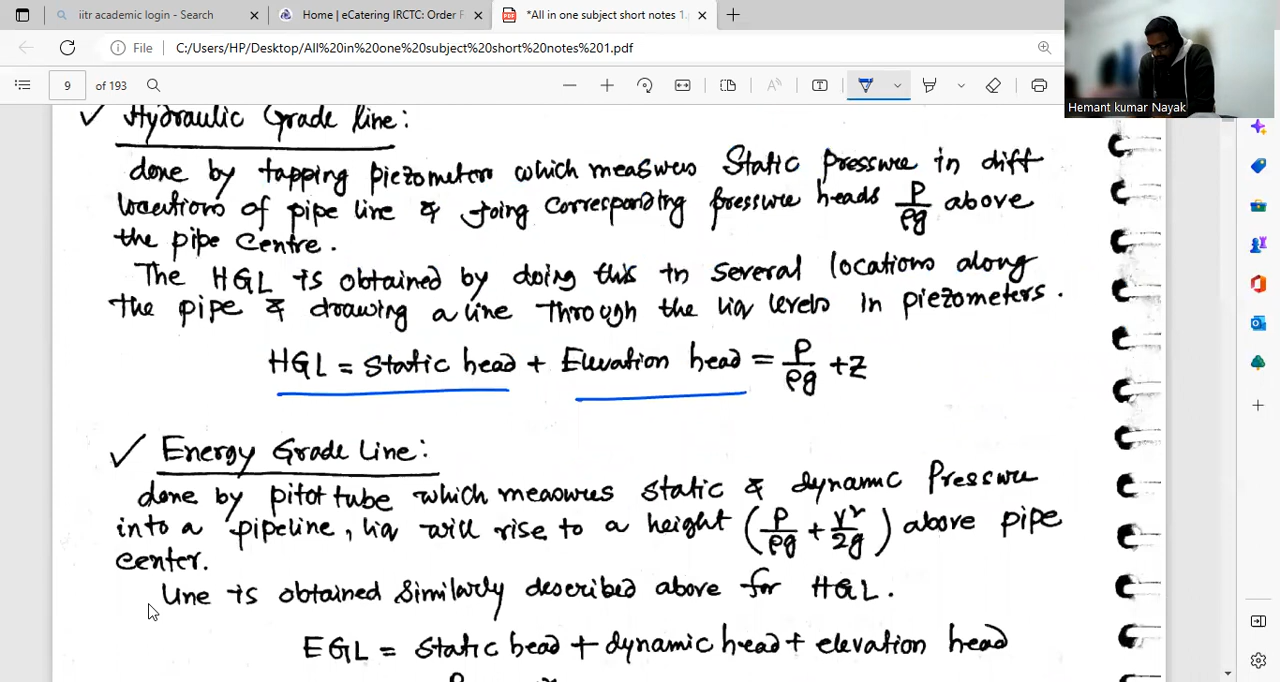 iitr academic login - Search
Home | eCatering IRCTC: Order F
*All in one subject short notes 1.p
File
C:/Users/HP/Desktop/All%20in%20one%20subject%20short%20notes%201.pdf
9 of 193
Hemant kumar Nayak
✓ Hydraulic Grade line:
done by tapping piezometers which measures Static pressure in diff
locations of pipe line & joing corresponding pressure heads P/ρg above
the pipe centre.
The HGL is obtained by doing this in several locations along
the pipe & drawing a line through the liq levels in piezometers.
HGL = Static head + Elevation head = P/ρg + Z
✓ Energy Grade Line:
done by pitot tube which measures static & dynamic Pressure
into a pipeline, liq will rise to a height (P/ρg + V²/2g) above pipe
center.
Line is obtained similarly described above for HGL.
EGL = static head + dynamic head + elevation head